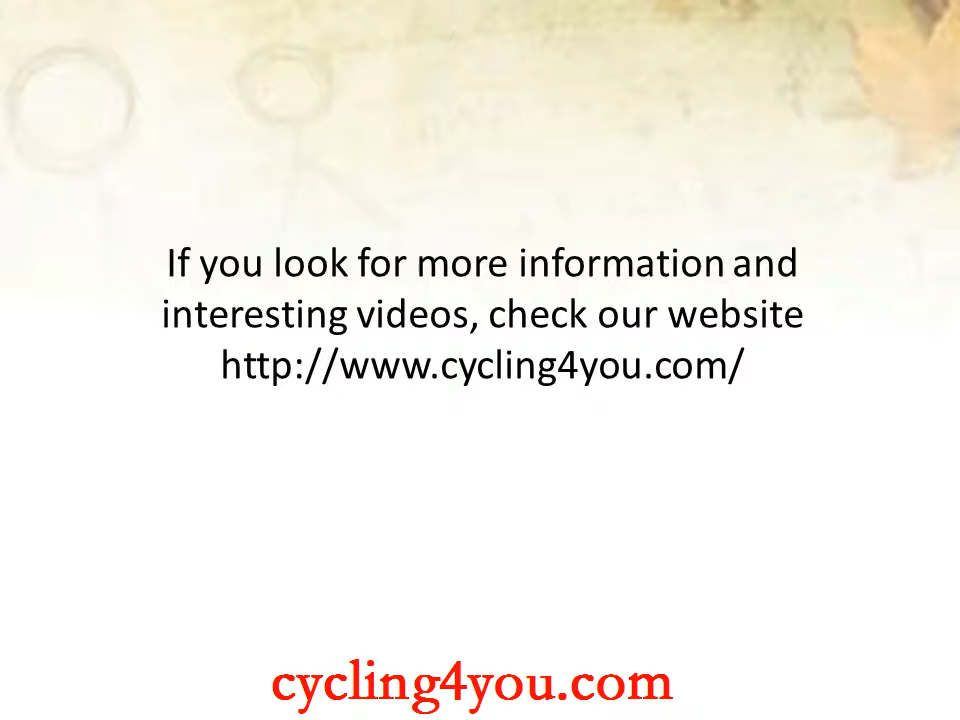 If you look for more information and
interesting videos, check our website
http://www.cycling4you.com/
cycling4you.com